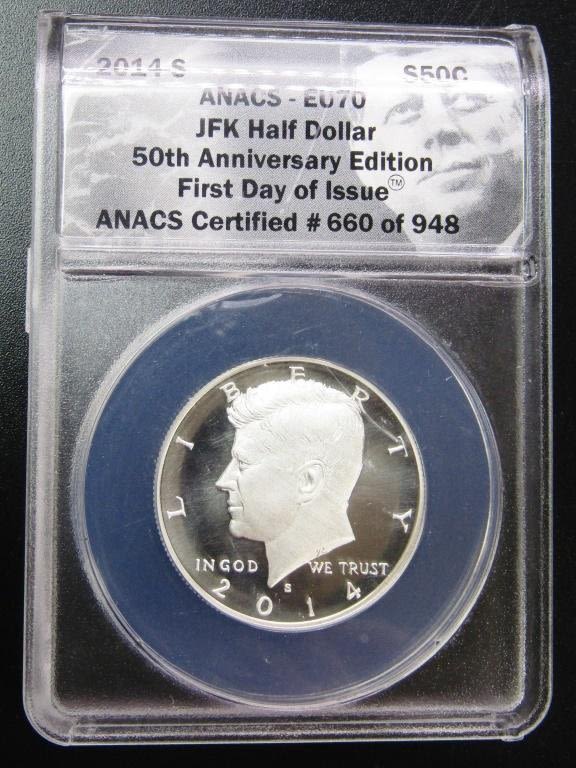 2014 S S50C
ANACS - EU70
JFK Half Dollar
50th Anniversary Edition
First Day of Issue™
ANACS Certified # 660 of 948
LIBERTY
IN GOD WE TRUST
S
2014